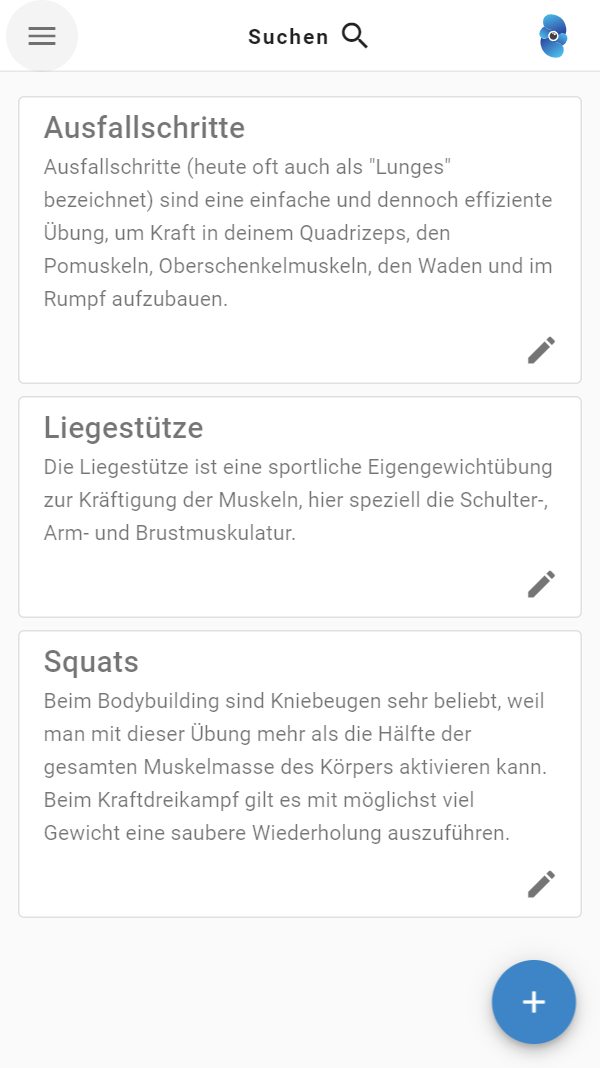 Suchen
Ausfallschritte
Ausfallschritte (heute oft auch als "Lunges"
bezeichnet) sind eine einfache und dennoch effiziente
Übung, um Kraft in deinem Quadrizeps, den
Pomuskeln, Oberschenkelmuskeln, den Waden und im
Rumpf aufzubauen.
Liegestütze
Die Liegestütze ist eine sportliche Eigengewichtübung
zur Kräftigung der Muskeln, hier speziell die Schulter-,
Arm- und Brustmuskulatur.
Squats
Beim Bodybuilding sind Kniebeugen sehr beliebt, weil
man mit dieser Übung mehr als die Hälfte der
gesamten Muskelmasse des Körpers aktivieren kann.
Beim Kraftdreikampf gilt es mit möglichst viel
Gewicht eine saubere Wiederholung auszuführen.